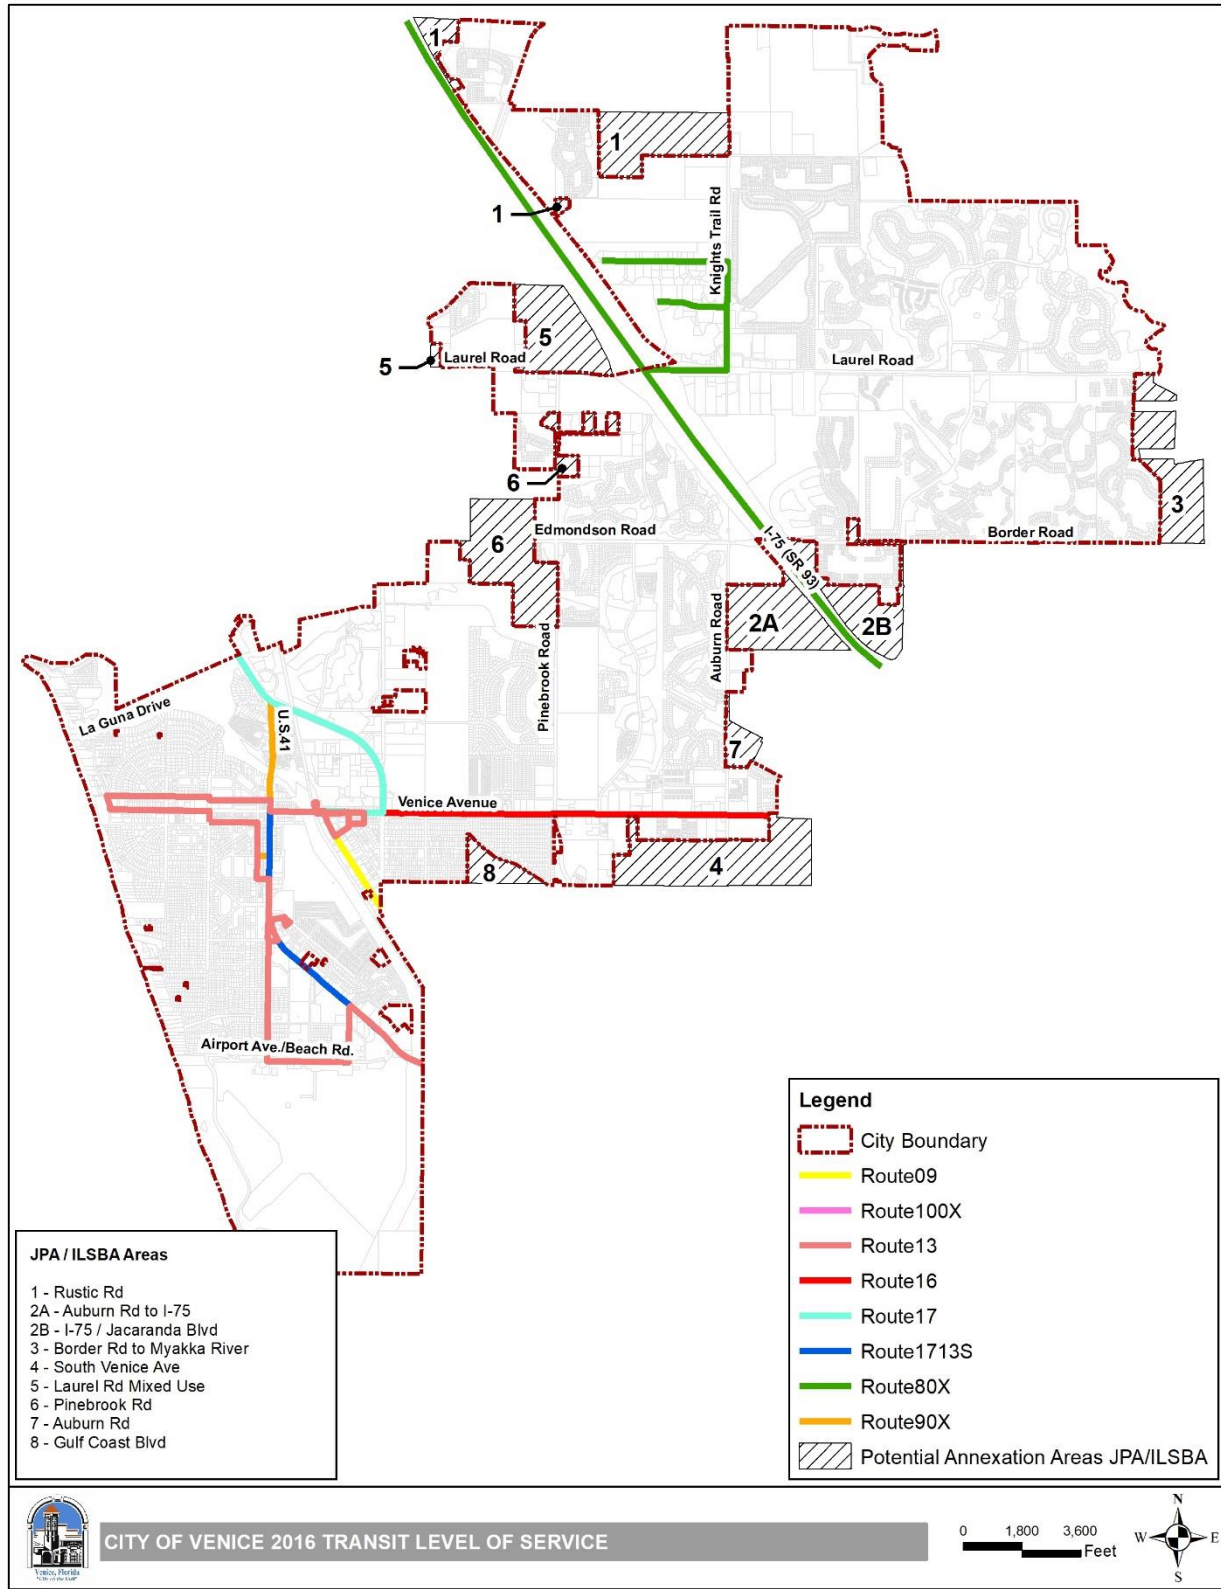 1
1
1
Knights Trail Rd
5
Laurel Road
5
Laurel Road
6
3
Edmondson Road
Border Road
I-75 (SR 93)
6
2A
2B
Auburn Road
Pinebrook Road
La Guna Drive
U.S.41
7
Venice Avenue
8
4
Airport Ave./Beach Rd.
Legend
City Boundary
Route09
Route100X
Route13
Route16
Route17
Route1713S
Route80X
Route90X
Potential Annexation Areas JPA/ILSBA
JPA / ILSBA Areas
1 - Rustic Rd
2A - Auburn Rd to I-75
2B - I-75 / Jacaranda Blvd
3 - Border Rd to Myakka River
4 - South Venice Ave
5 - Laurel Rd Mixed Use
6 - Pinebrook Rd
7 - Auburn Rd
8 - Gulf Coast Blvd
Venice, Florida
"City on the Gulf"
CITY OF VENICE 2016 TRANSIT LEVEL OF SERVICE
0 1,800 3,600
Feet
N
W E
S